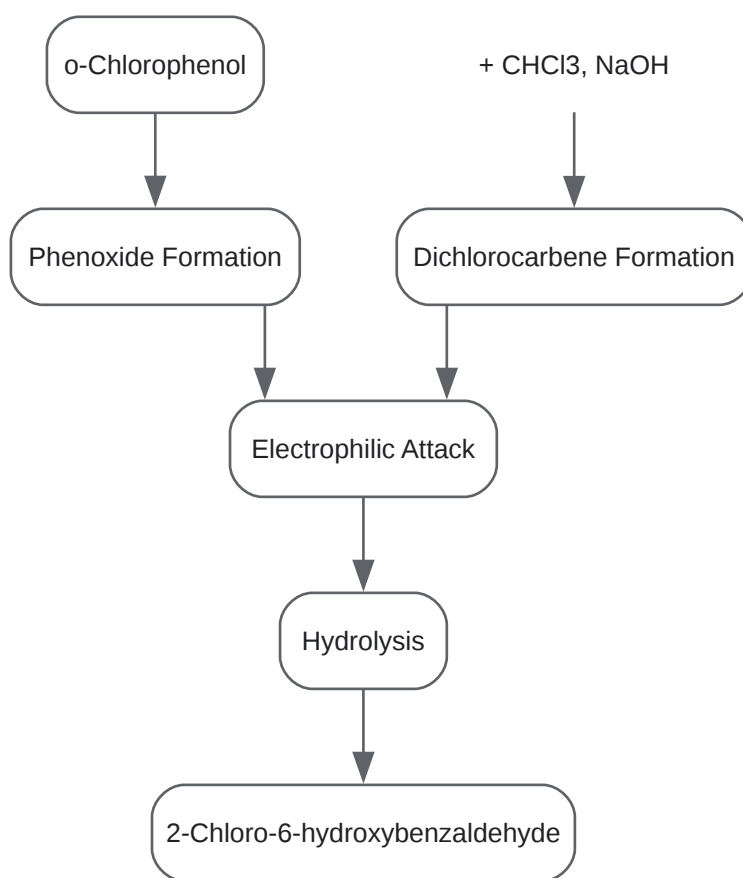 o-Chlorophenol
+ CHCl3, NaOH
Phenoxide Formation
Dichlorocarbene Formation
Electrophilic Attack
Hydrolysis
2-Chloro-6-hydroxybenzaldehyde